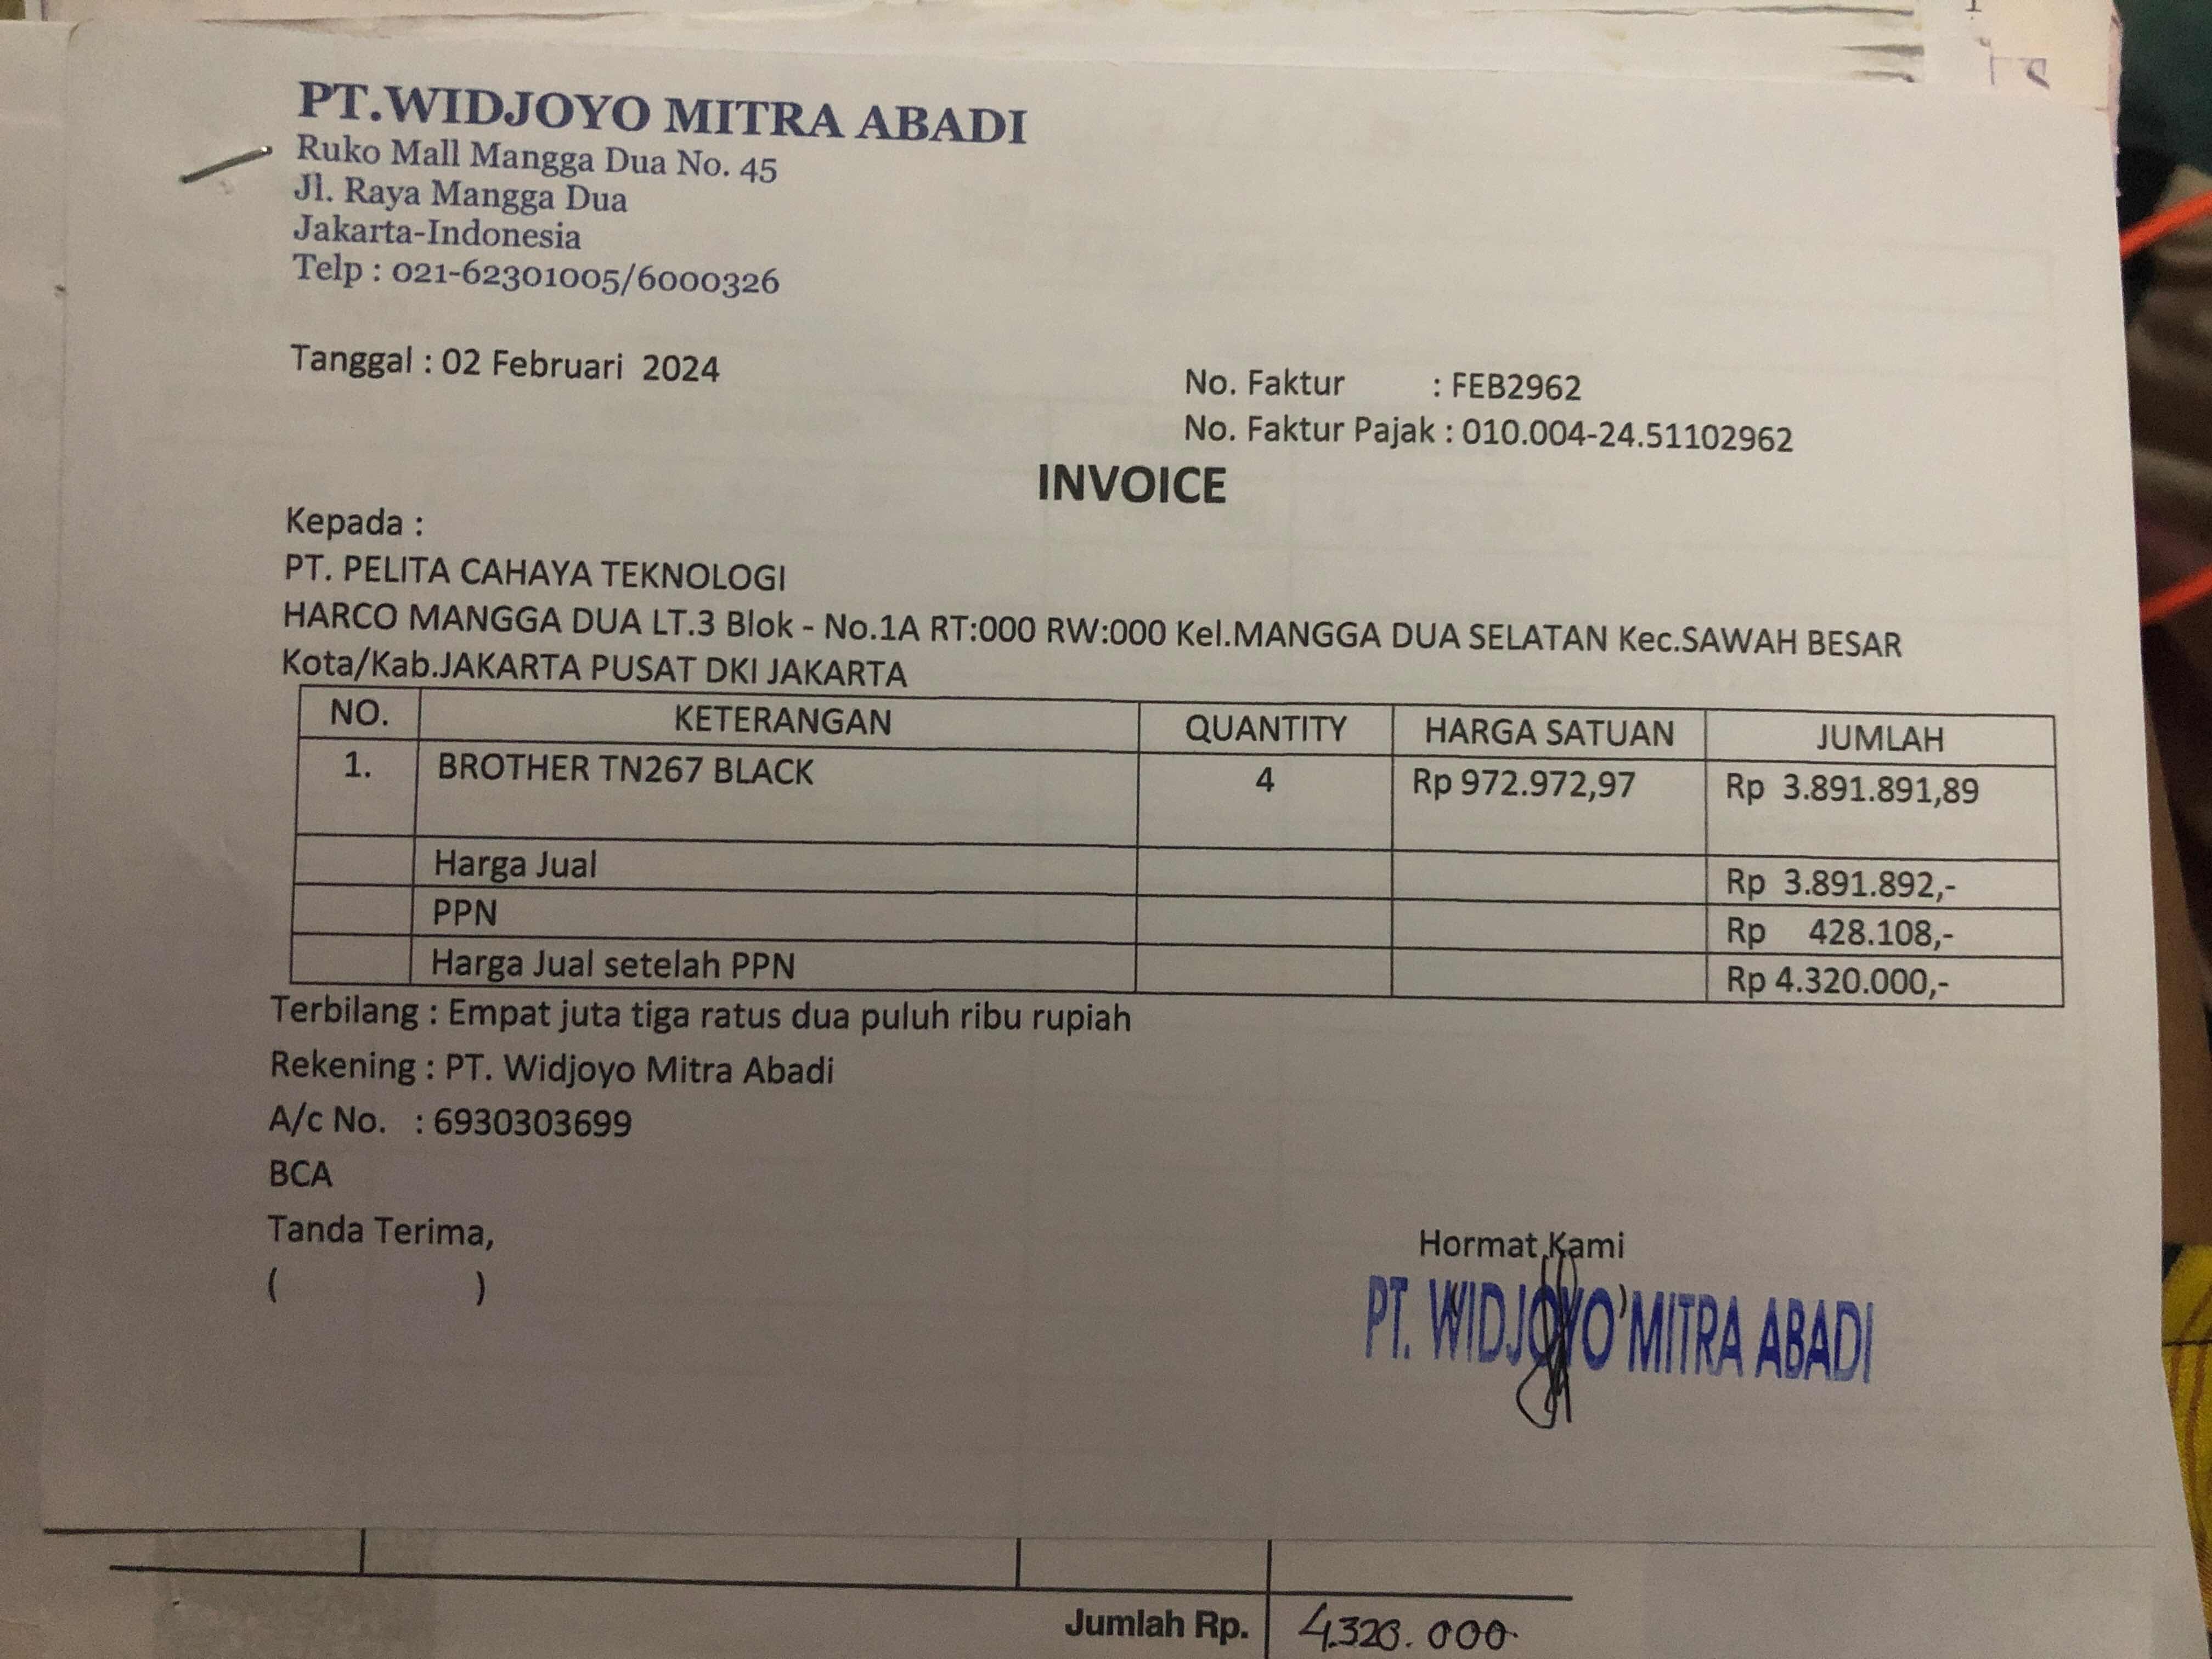 PT.WIDJOYO MITRA ABADI
Ruko Mall Mangga Dua No. 45
Jl. Raya Mangga Dua
Jakarta-Indonesia
Telp : 021-62301005/6000326
Tanggal : 02 Februari 2024
No. Faktur : FEB2962
No. Faktur Pajak : 010.004-24.51102962
INVOICE
Kepada :
PT. PELITA CAHAYA TEKNOLOGI
HARCO MANGGA DUA LT.3 Blok - No.1A RT:000 RW:000 Kel.MANGGA DUA SELATAN Kec.SAWAH BESAR
Kota/Kab.JAKARTA PUSAT DKI JAKARTA
NO. KETERANGAN QUANTITY HARGA SATUAN JUMLAH
1. BROTHER TN267 BLACK 4 Rp 972.972,97 Rp 3.891.891,89
Harga Jual Rp 3.891.892,-
PPN Rp 428.108,-
Harga Jual setelah PPN Rp 4.320.000,-
Terbilang : Empat juta tiga ratus dua puluh ribu rupiah
Rekening : PT. Widjoyo Mitra Abadi
A/c No. : 6930303699
BCA
Tanda Terima,
( )
Hormat Kami
PT. WIDJOYO MITRA ABADI
Jumlah Rp. 4.320.000